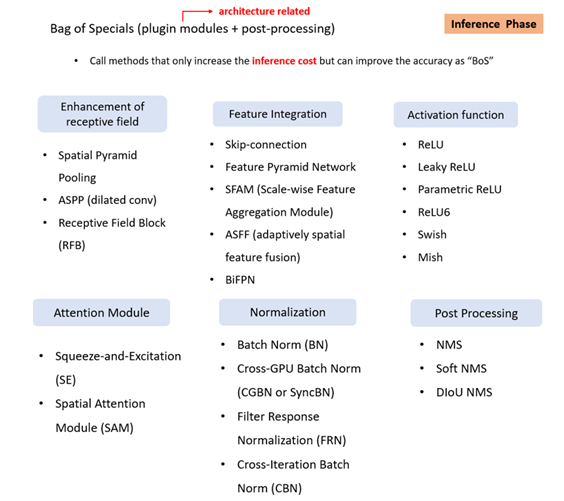 architecture related
Bag of Specials (plugin modules + post-processing)
Inference Phase
• Call methods that only increase the inference cost but can improve the accuracy as “BoS”
Enhancement of
receptive field
• Spatial Pyramid
Pooling
• ASPP (dilated conv)
• Receptive Field Block
(RFB)
Feature Integration
• Skip-connection
• Feature Pyramid Network
• SFAM (Scale-wise Feature
Aggregation Module)
• ASFF (adaptively spatial
feature fusion)
• BiFPN
Activation function
• ReLU
• Leaky ReLU
• Parametric ReLU
• ReLU6
• Swish
• Mish
Attention Module
• Squeeze-and-Excitation
(SE)
• Spatial Attention
Module (SAM)
Normalization
• Batch Norm (BN)
• Cross-GPU Batch Norm
(CGBN or SyncBN)
• Filter Response
Normalization (FRN)
• Cross-Iteration Batch
Norm (CBN)
Post Processing
• NMS
• Soft NMS
• DIoU NMS